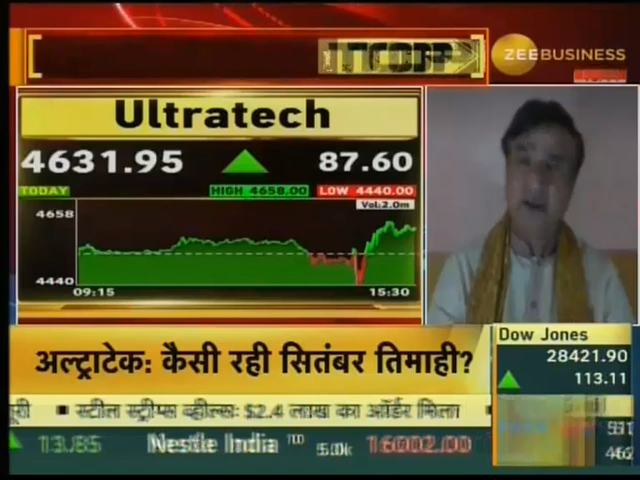 ZEEBUSINESS
Ultratech
4631.95 87.60
TODAY HIGH 4658.00 LOW 4440.00
Vol:2.0m
4658
4440
09:15 15:30
अल्ट्राटेक: कैसी रही सितंबर तिमाही?
Dow Jones
28421.90
113.11
स्टील स्ट्रीप्स व्हील्स: $2.4 लाख का ऑर्डर मिला
13.85 Nestle India 5.0k 16002.00